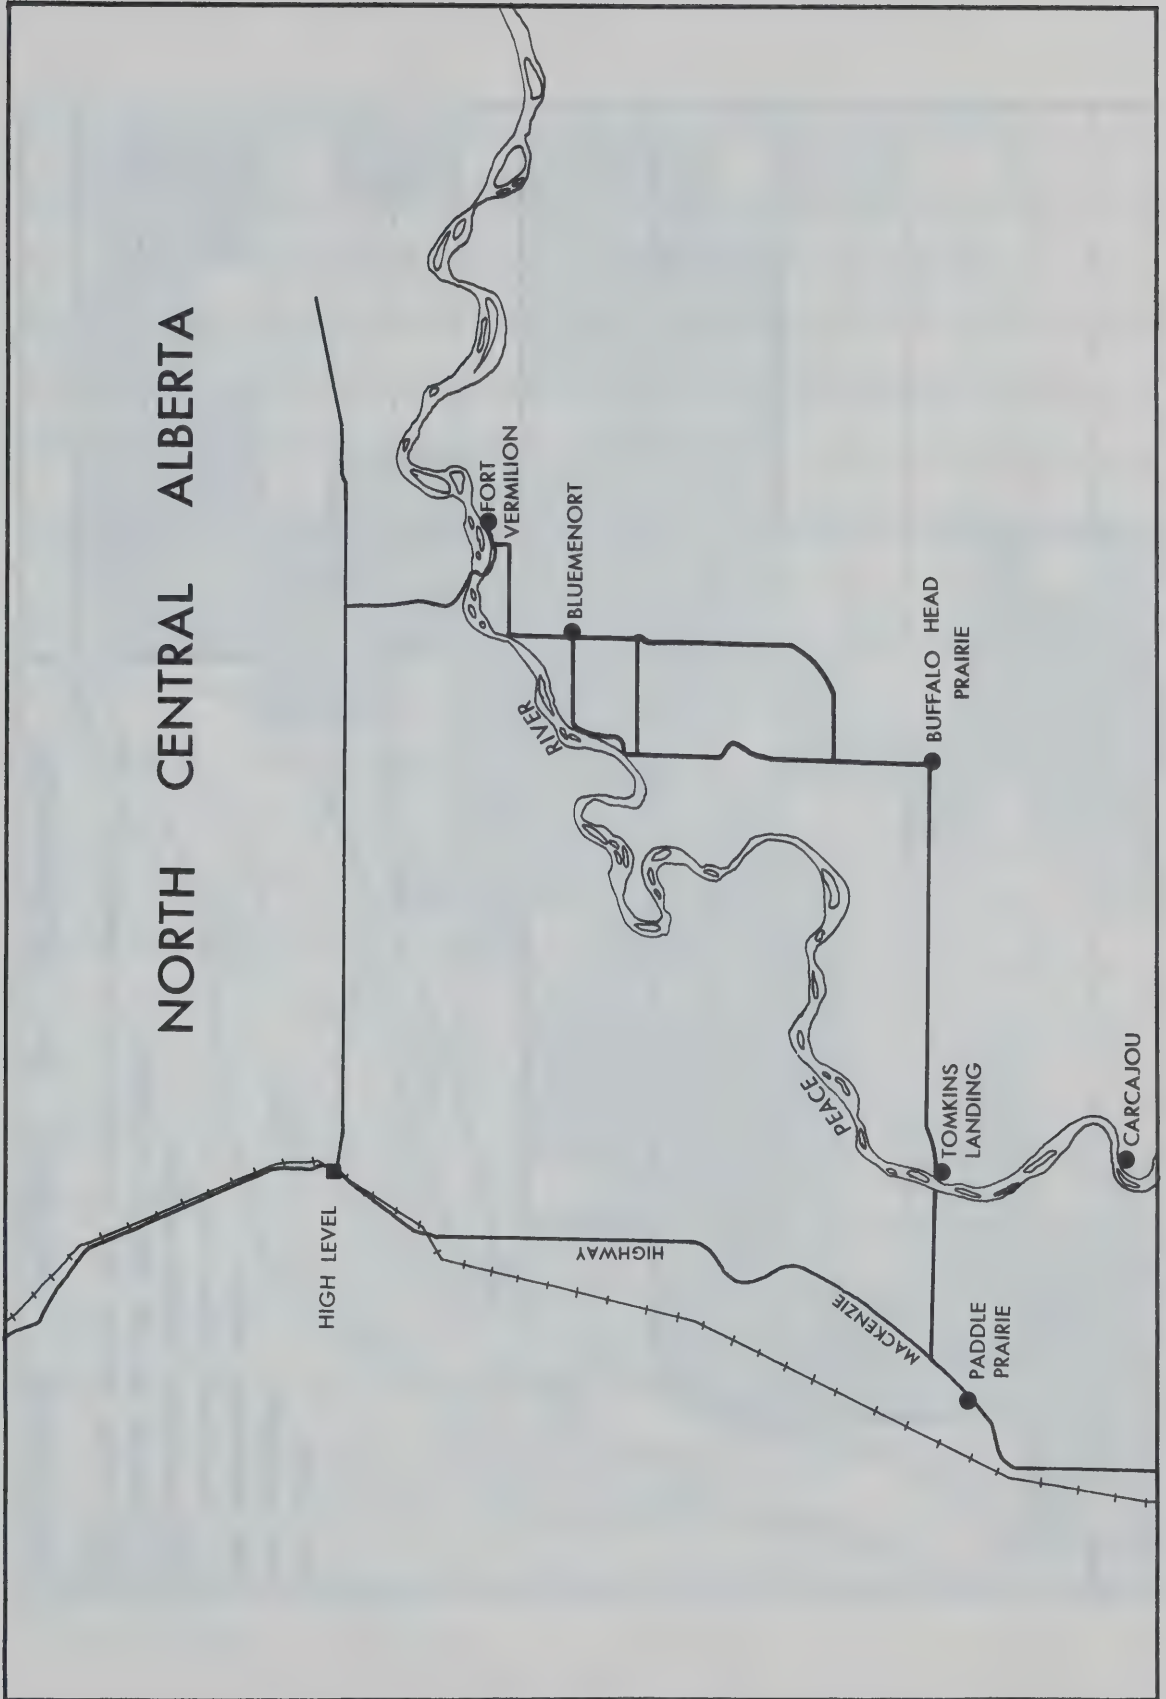 NORTH CENTRAL ALBERTA
HIGH LEVEL
FORT
VERMILION
BLUEMENORT
RIVER
HIGHWAY
BUFFALO HEAD
PRAIRIE
PEACE
MACKENZIE
TOMKINS
LANDING
PADDLE
PRAIRIE
CARCAJOU